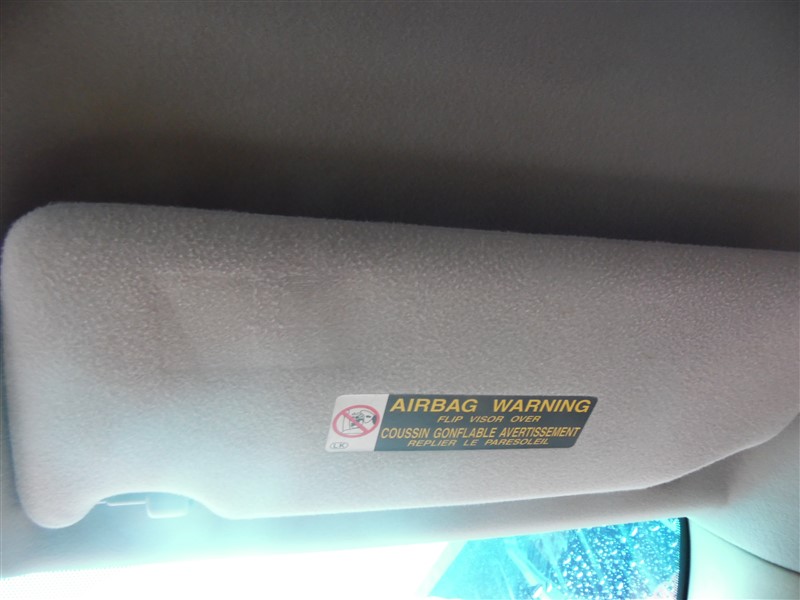 AIRBAG WARNING
FLIP VISOR OVER
COUSSIN GONFLABLE AVERTISSEMENT
REPLIER LE PARESOLEIL